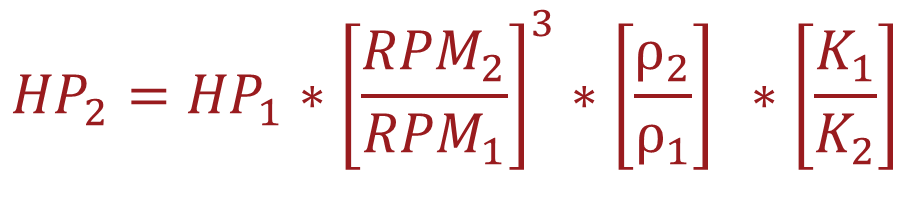 HP₂ = HP₁ * [RPM₂/RPM₁]³ * [ρ₂/ρ₁] * [K₁/K₂]